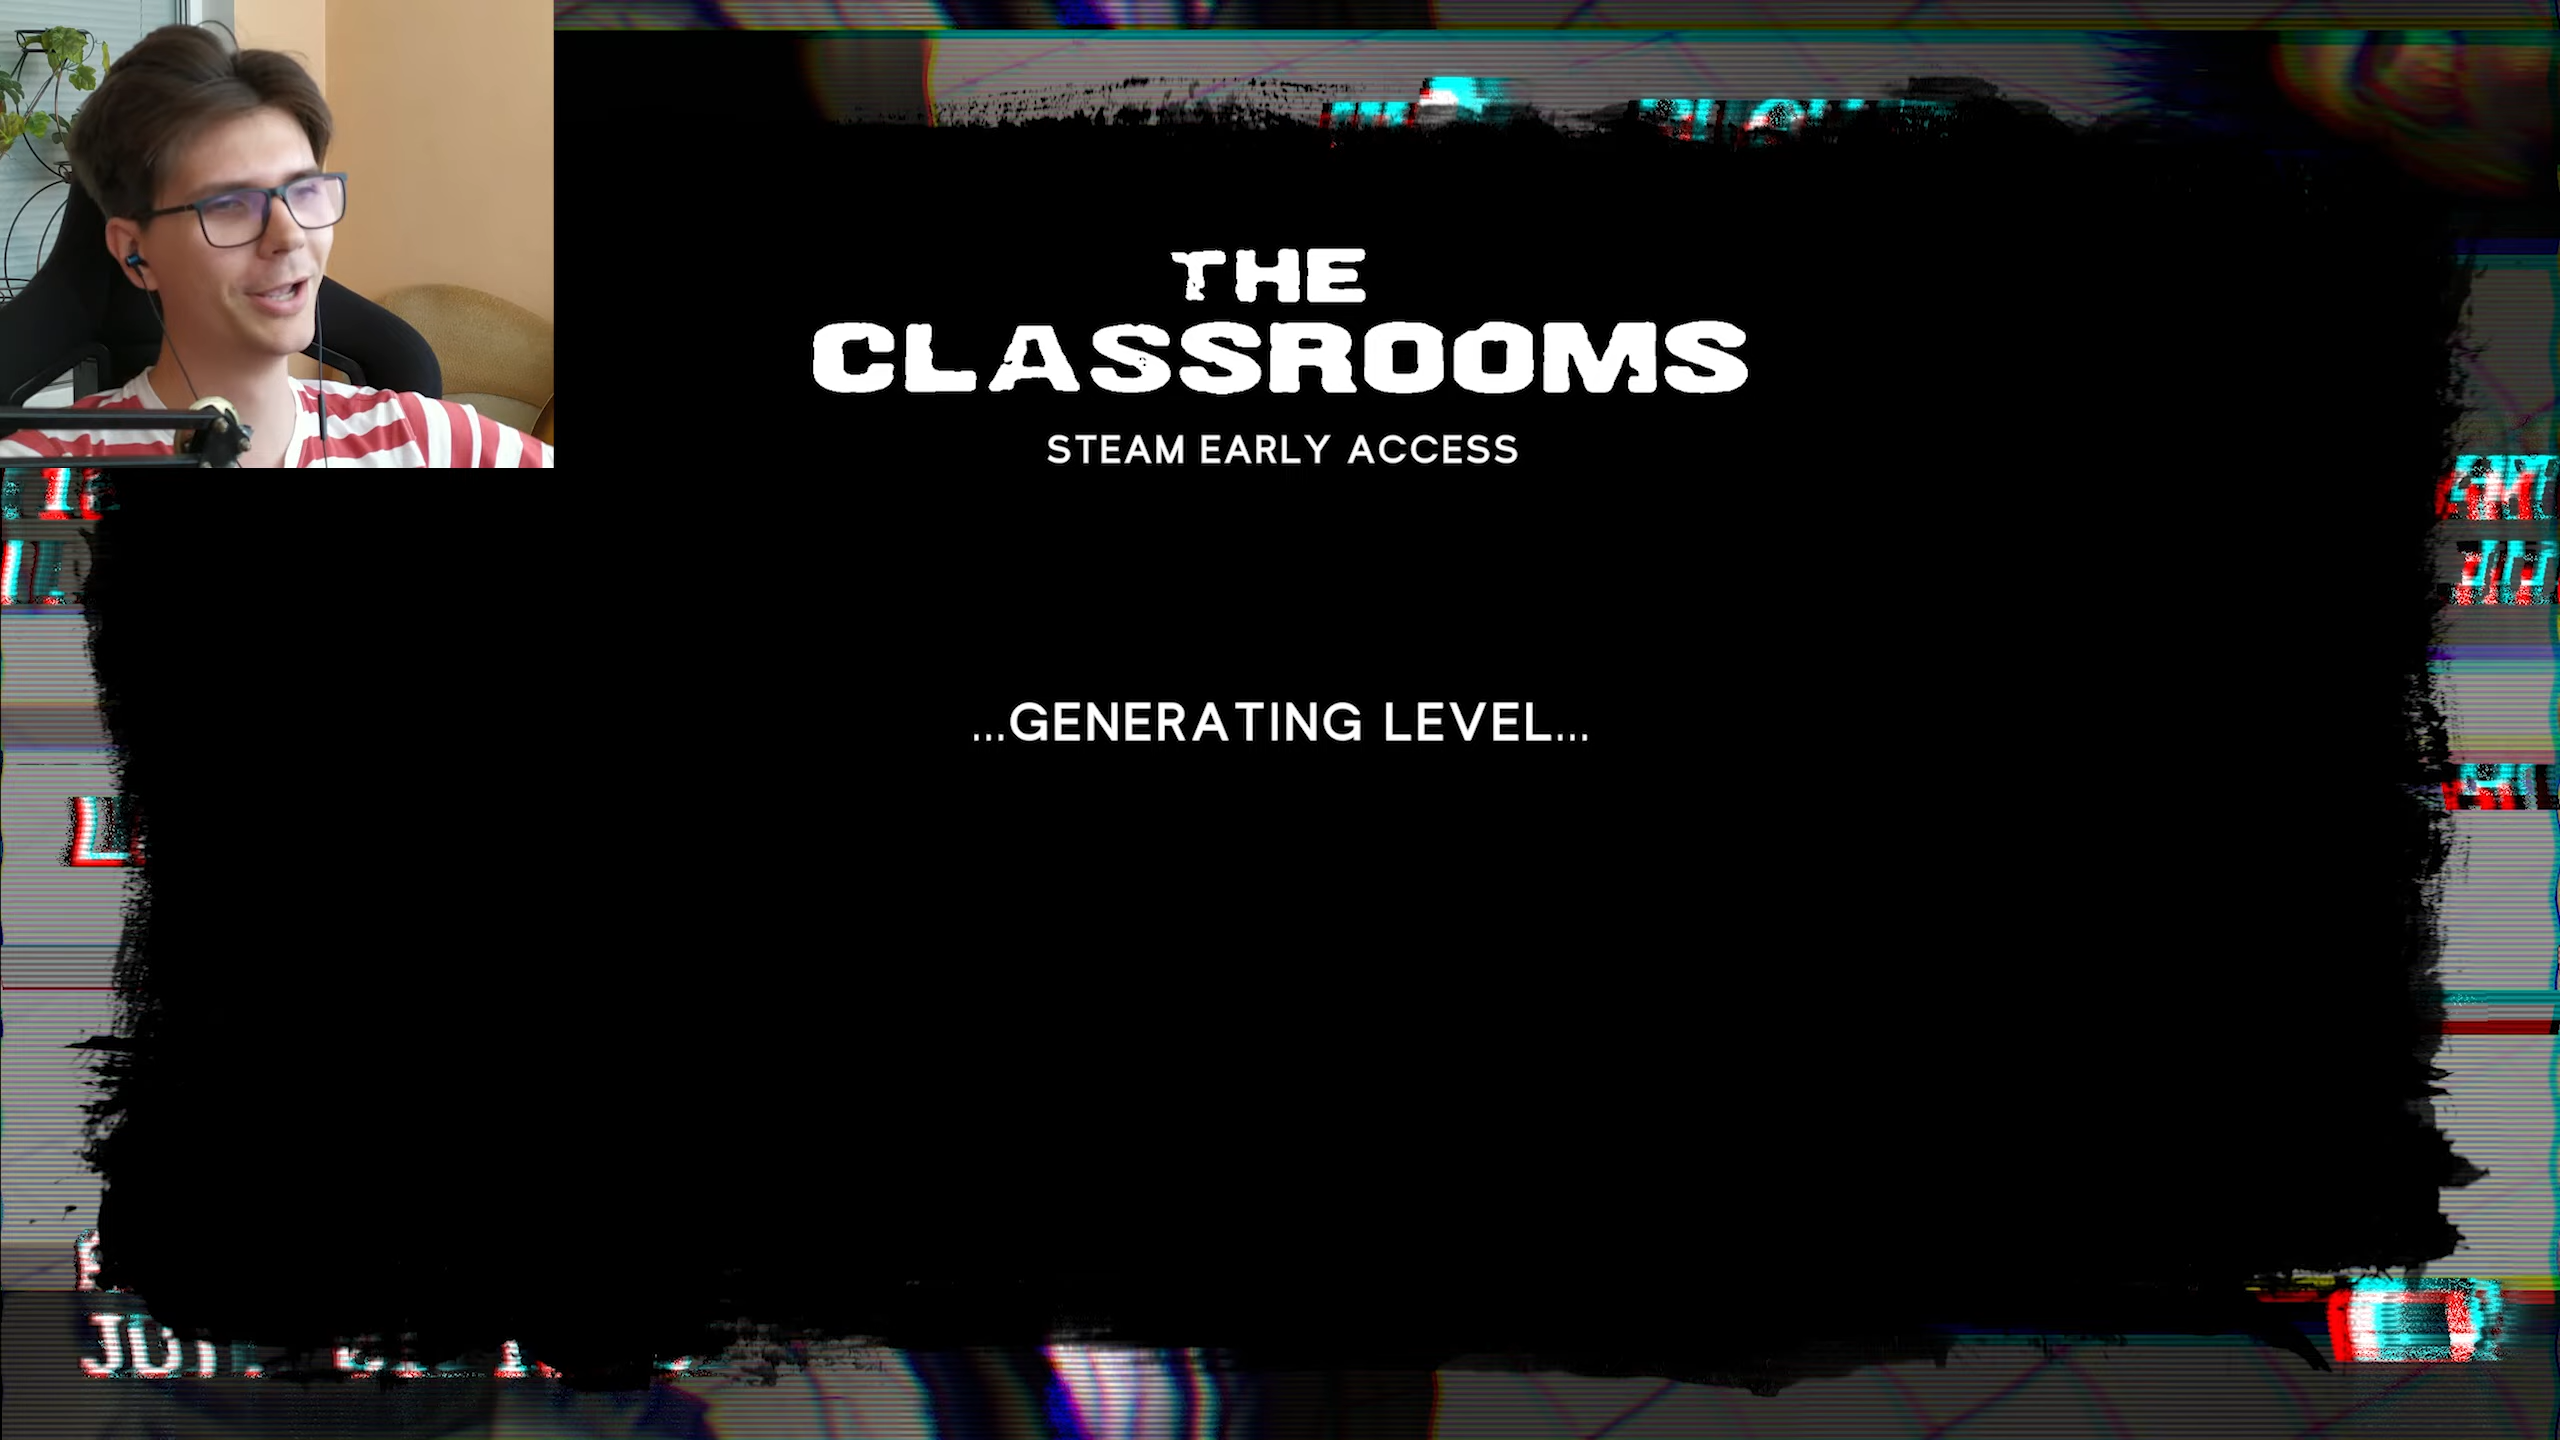 THE
CLASSROOMS
STEAM EARLY ACCESS
...GENERATING LEVEL...